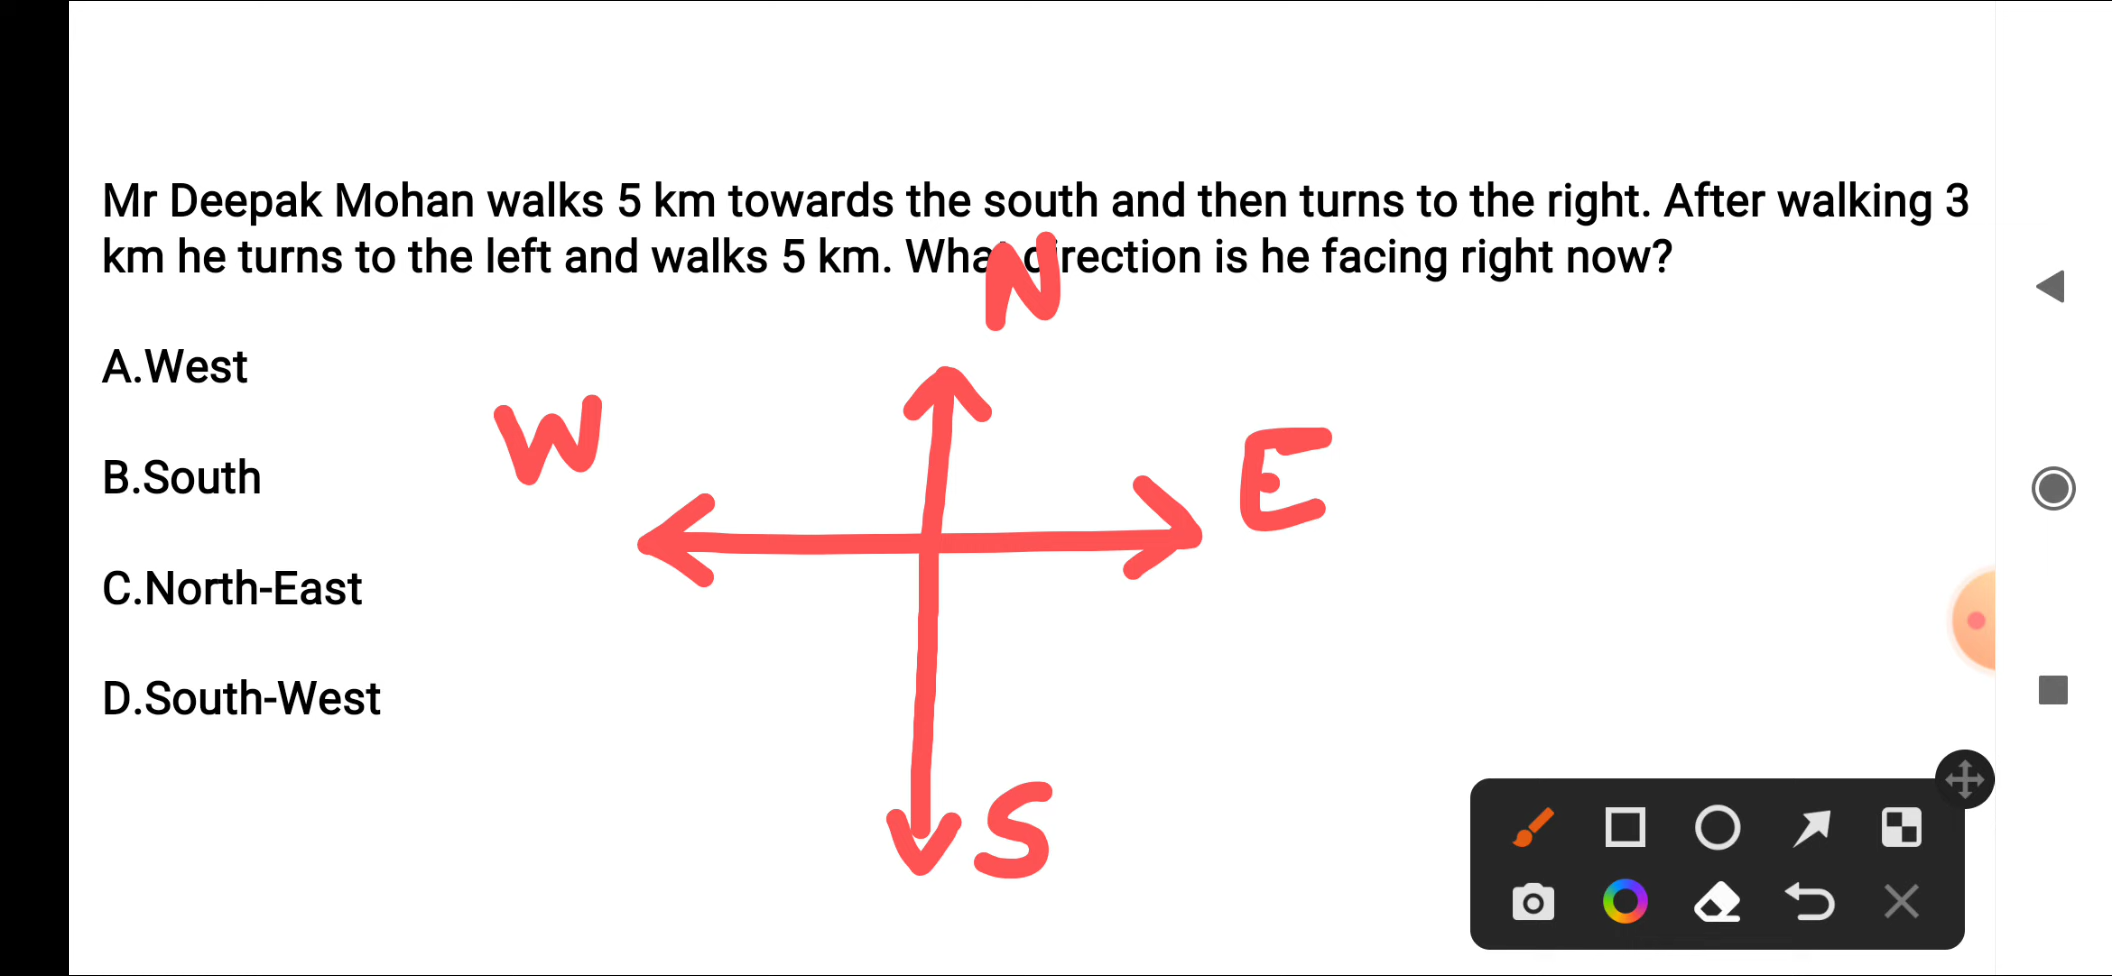 Mr Deepak Mohan walks 5 km towards the south and then turns to the right. After walking 3
km he turns to the left and walks 5 km. What direction is he facing right now?
N
A.West
W
E
B.South
C.North-East
D.South-West
S